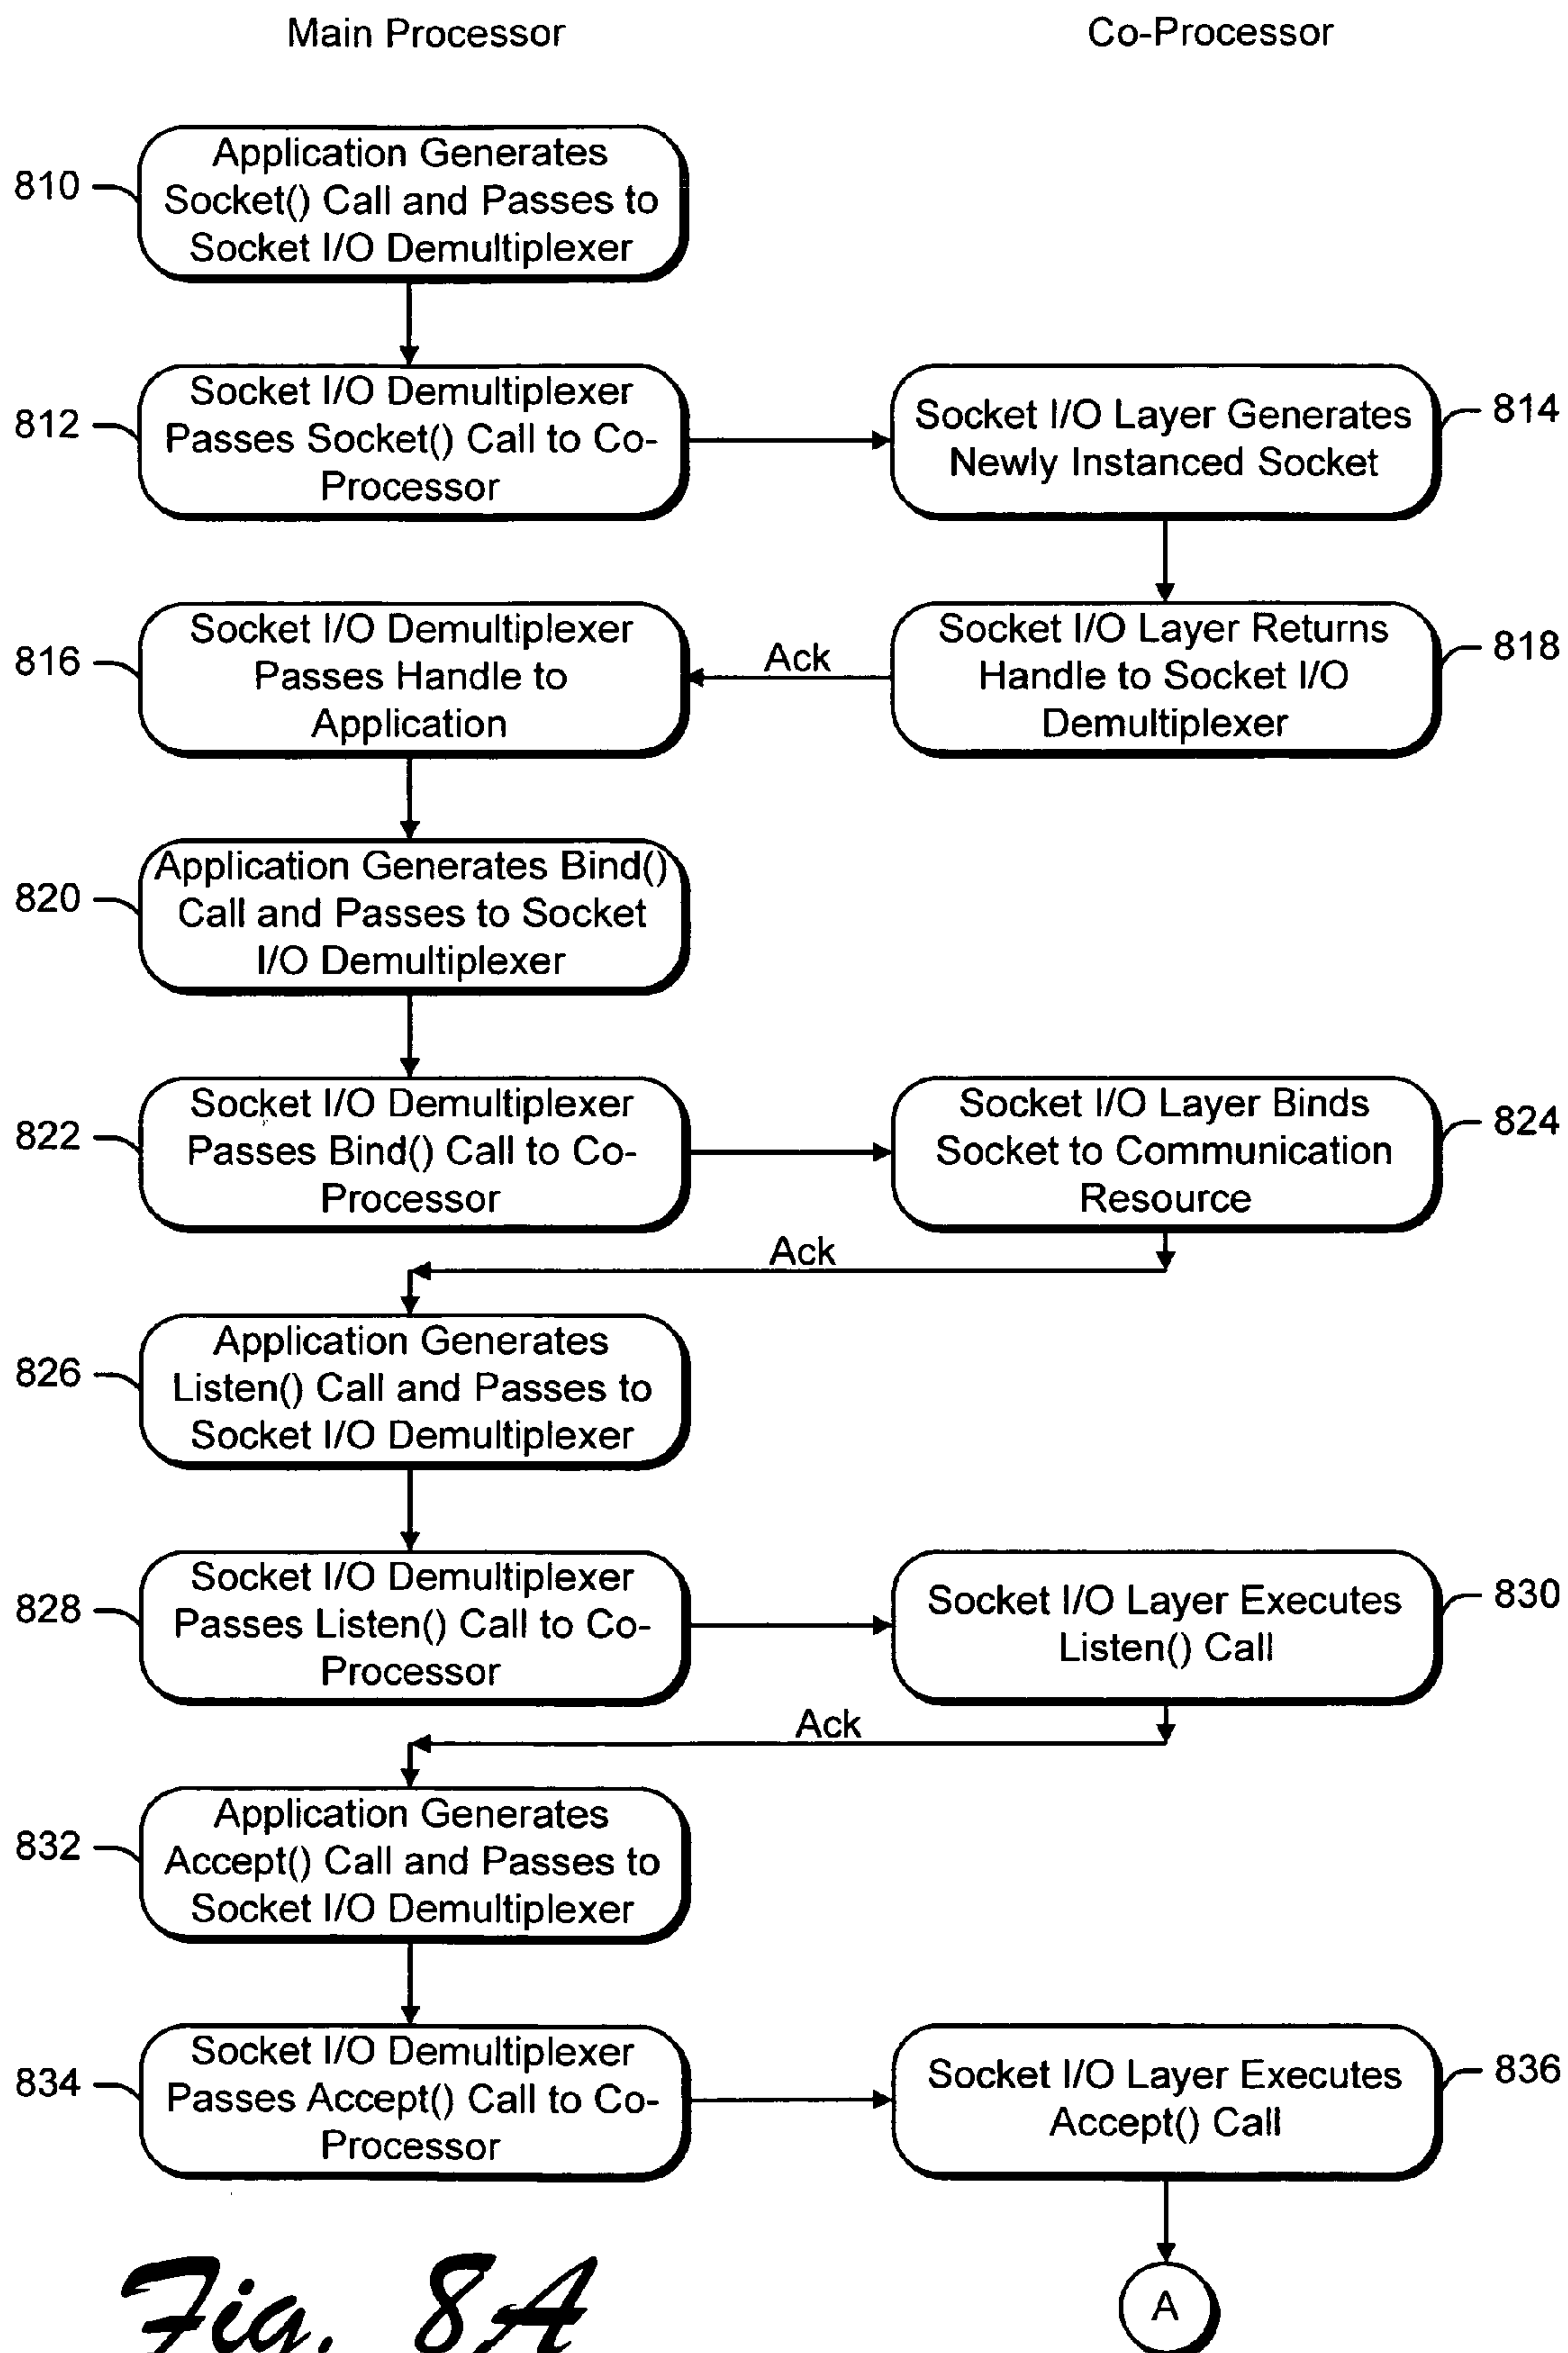 Main Processor
Co-Processor
810
Application Generates
Socket() Call and Passes to
Socket I/O Demultiplexer
812
Socket I/O Demultiplexer
Passes Socket() Call to Co-
Processor
Socket I/O Layer Generates
Newly Instanced Socket
814
816
Socket I/O Demultiplexer
Passes Handle to
Application
Ack
Socket I/O Layer Returns
Handle to Socket I/O
Demultiplexer
818
820
Application Generates Bind()
Call and Passes to Socket
I/O Demultiplexer
822
Socket I/O Demultiplexer
Passes Bind() Call to Co-
Processor
Socket I/O Layer Binds
Socket to Communication
Resource
824
Ack
826
Application Generates
Listen() Call and Passes to
Socket I/O Demultiplexer
828
Socket I/O Demultiplexer
Passes Listen() Call to Co-
Processor
Socket I/O Layer Executes
Listen() Call
830
Ack
832
Application Generates
Accept() Call and Passes to
Socket I/O Demultiplexer
834
Socket I/O Demultiplexer
Passes Accept() Call to Co-
Processor
Socket I/O Layer Executes
Accept() Call
836
A
Fig. 8A